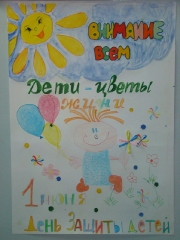 ВНИМАНИЕ
ВСЕМ
Дети - цветы
жизни
1 июня
День Защиты детей